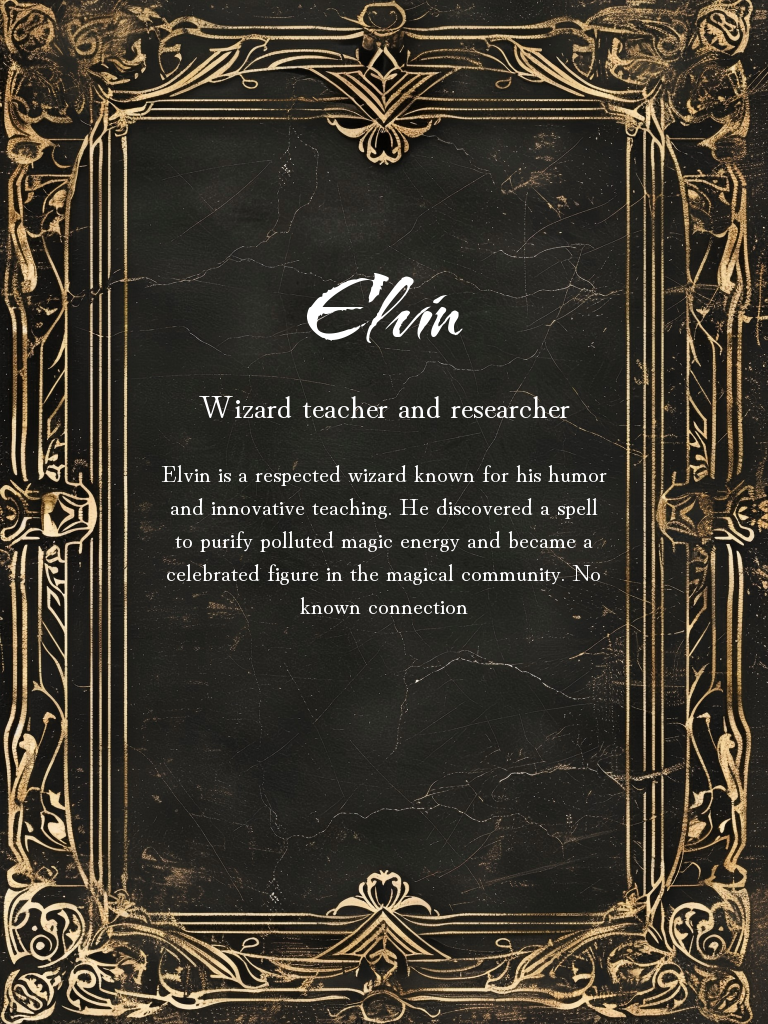 Elvin
Wizard teacher and researcher
Elvin is a respected wizard known for his humor
and innovative teaching. He discovered a spell
to purify polluted magic energy and became a
celebrated figure in the magical community. No
known connection